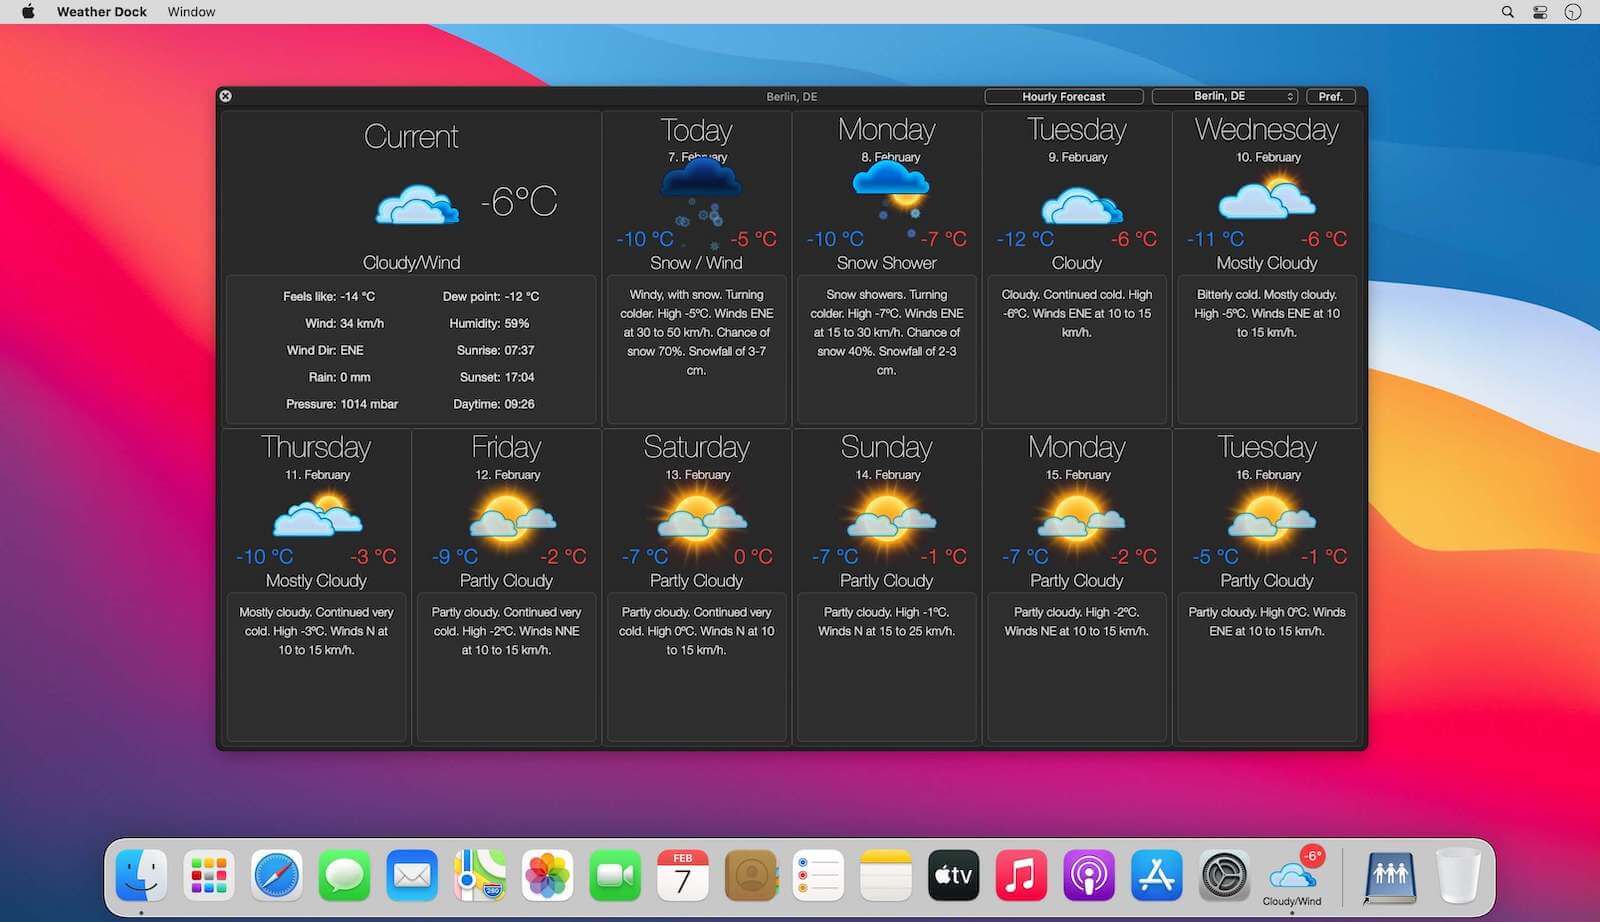 Weather Dock Window
Berlin, DE
Hourly Forecast
Berlin, DE
Pref.
Current
-6°C
Cloudy/Wind
Feels like: -14 °C
Dew point: -12 °C
Wind: 34 km/h
Humidity: 59%
Wind Dir: ENE
Sunrise: 07:37
Rain: 0 mm
Sunset: 17:04
Pressure: 1014 mbar
Daytime: 09:26
Today
7. February
-10 °C -5 °C
Snow / Wind
Windy, with snow. Turning
colder. High -5ºC. Winds ENE
at 30 to 50 km/h. Chance of
snow 70%. Snowfall of 3-7
cm.
Monday
8. February
-10 °C -7 °C
Snow Shower
Snow showers. Turning
colder. High -7ºC. Winds ENE
at 15 to 30 km/h. Chance of
snow 40%. Snowfall of 2-3
cm.
Tuesday
9. February
-12 °C -6 °C
Cloudy
Cloudy. Continued cold. High
-6ºC. Winds ENE at 10 to 15
km/h.
Wednesday
10. February
-11 °C -6 °C
Mostly Cloudy
Bitterly cold. Mostly cloudy.
High -5ºC. Winds ENE at 10
to 15 km/h.
Thursday
11. February
-10 °C -3 °C
Mostly Cloudy
Mostly cloudy. Continued very
cold. High -3ºC. Winds N at
10 to 15 km/h.
Friday
12. February
-9 °C -2 °C
Partly Cloudy
Partly cloudy. Continued very
cold. High -2ºC. Winds NNE
at 10 to 15 km/h.
Saturday
13. February
-7 °C 0 °C
Partly Cloudy
Partly cloudy. Continued very
cold. High 0ºC. Winds N at 10
to 15 km/h.
Sunday
14. February
-7 °C -1 °C
Partly Cloudy
Partly cloudy. High -1ºC.
Winds N at 15 to 25 km/h.
Monday
15. February
-7 °C -2 °C
Partly Cloudy
Partly cloudy. High -2ºC.
Winds NE at 10 to 15 km/h.
Tuesday
16. February
-5 °C -1 °C
Partly Cloudy
Partly cloudy. High 0ºC. Winds
ENE at 10 to 15 km/h.
280
FEB
7
tv
-6°
Cloudy/Wind